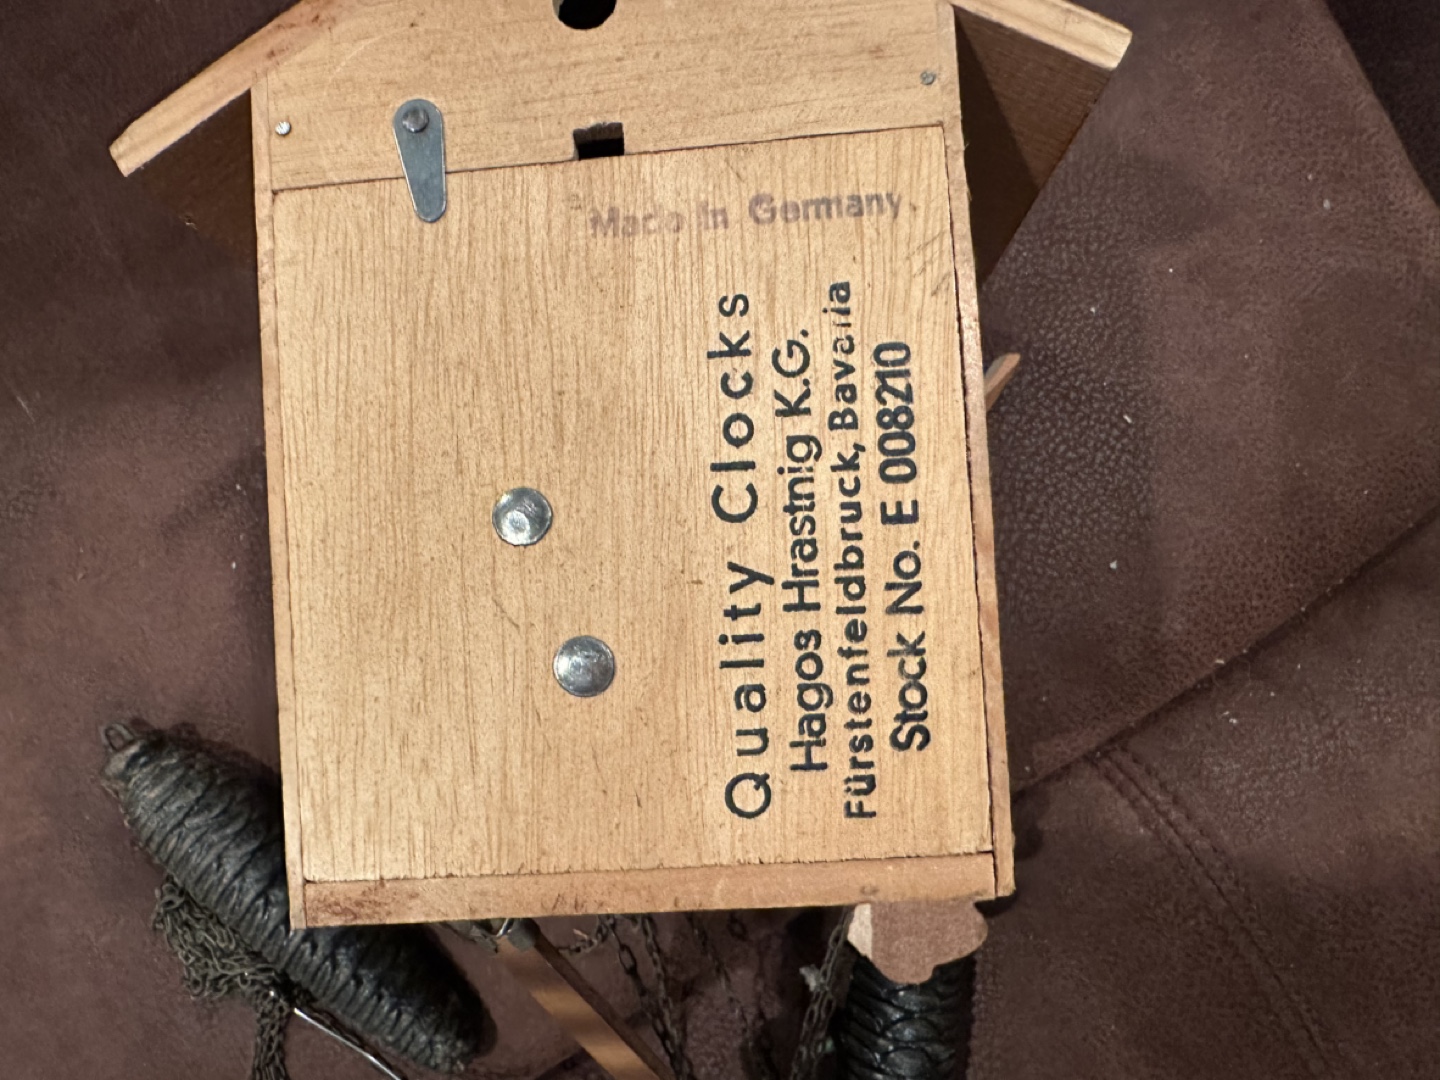 Made in Germany
Quality Clocks
Hagos Hrastnig K.G.
Fürstenfeldbruck, Bavaria
Stock No. E 008210